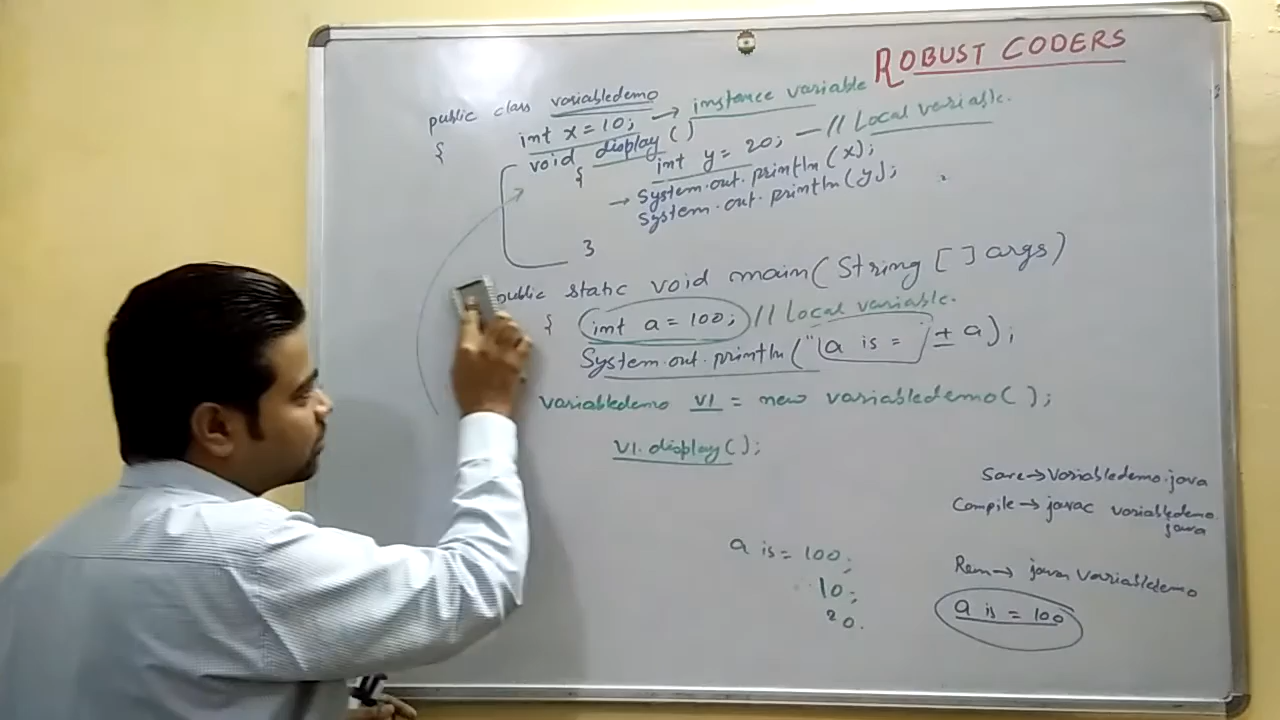 ROBUST CODERS
public class variabledemo
{
int x = 10; → instance variable
void display ()
{
int y = 20; — // Local variable.
→ System.out.println (x);
System.out.println (y);
}
public static void main( String [ ] args)
{ int a = 100; // Local variable.
System.out.println ("a is = " + a);
variabledemo v1 = new variabledemo( );
v1.display( );
Save → Variabledemo.java
Compile → javac variabledemo.
java
a is = 100;
10;
20.
Run → java Variabledemo
a is = 100